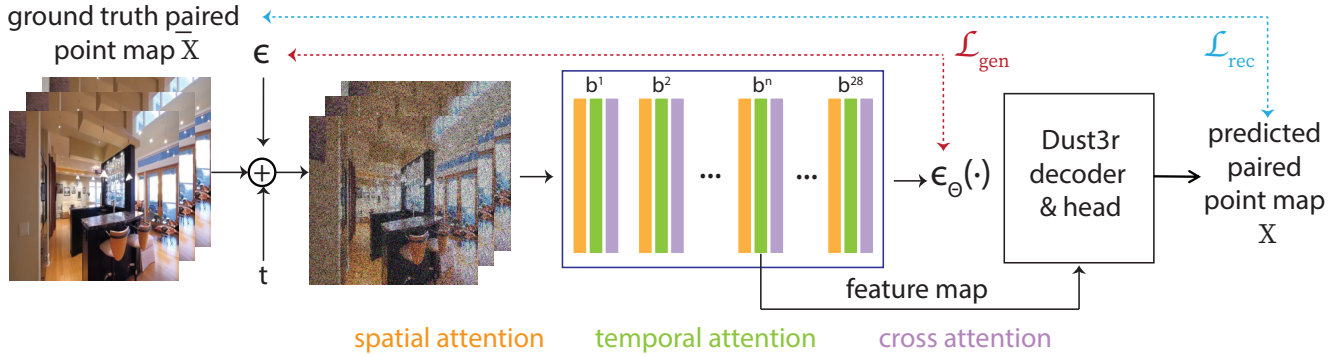 ground truth paired
point map X̅
ϵ
ℒgen
ℒrec
b¹
b²
bⁿ
b²⁸
...
...
ϵΘ(·)
Dust3r
decoder
& head
predicted
paired
point map
X
t
feature map
spatial attention
temporal attention
cross attention